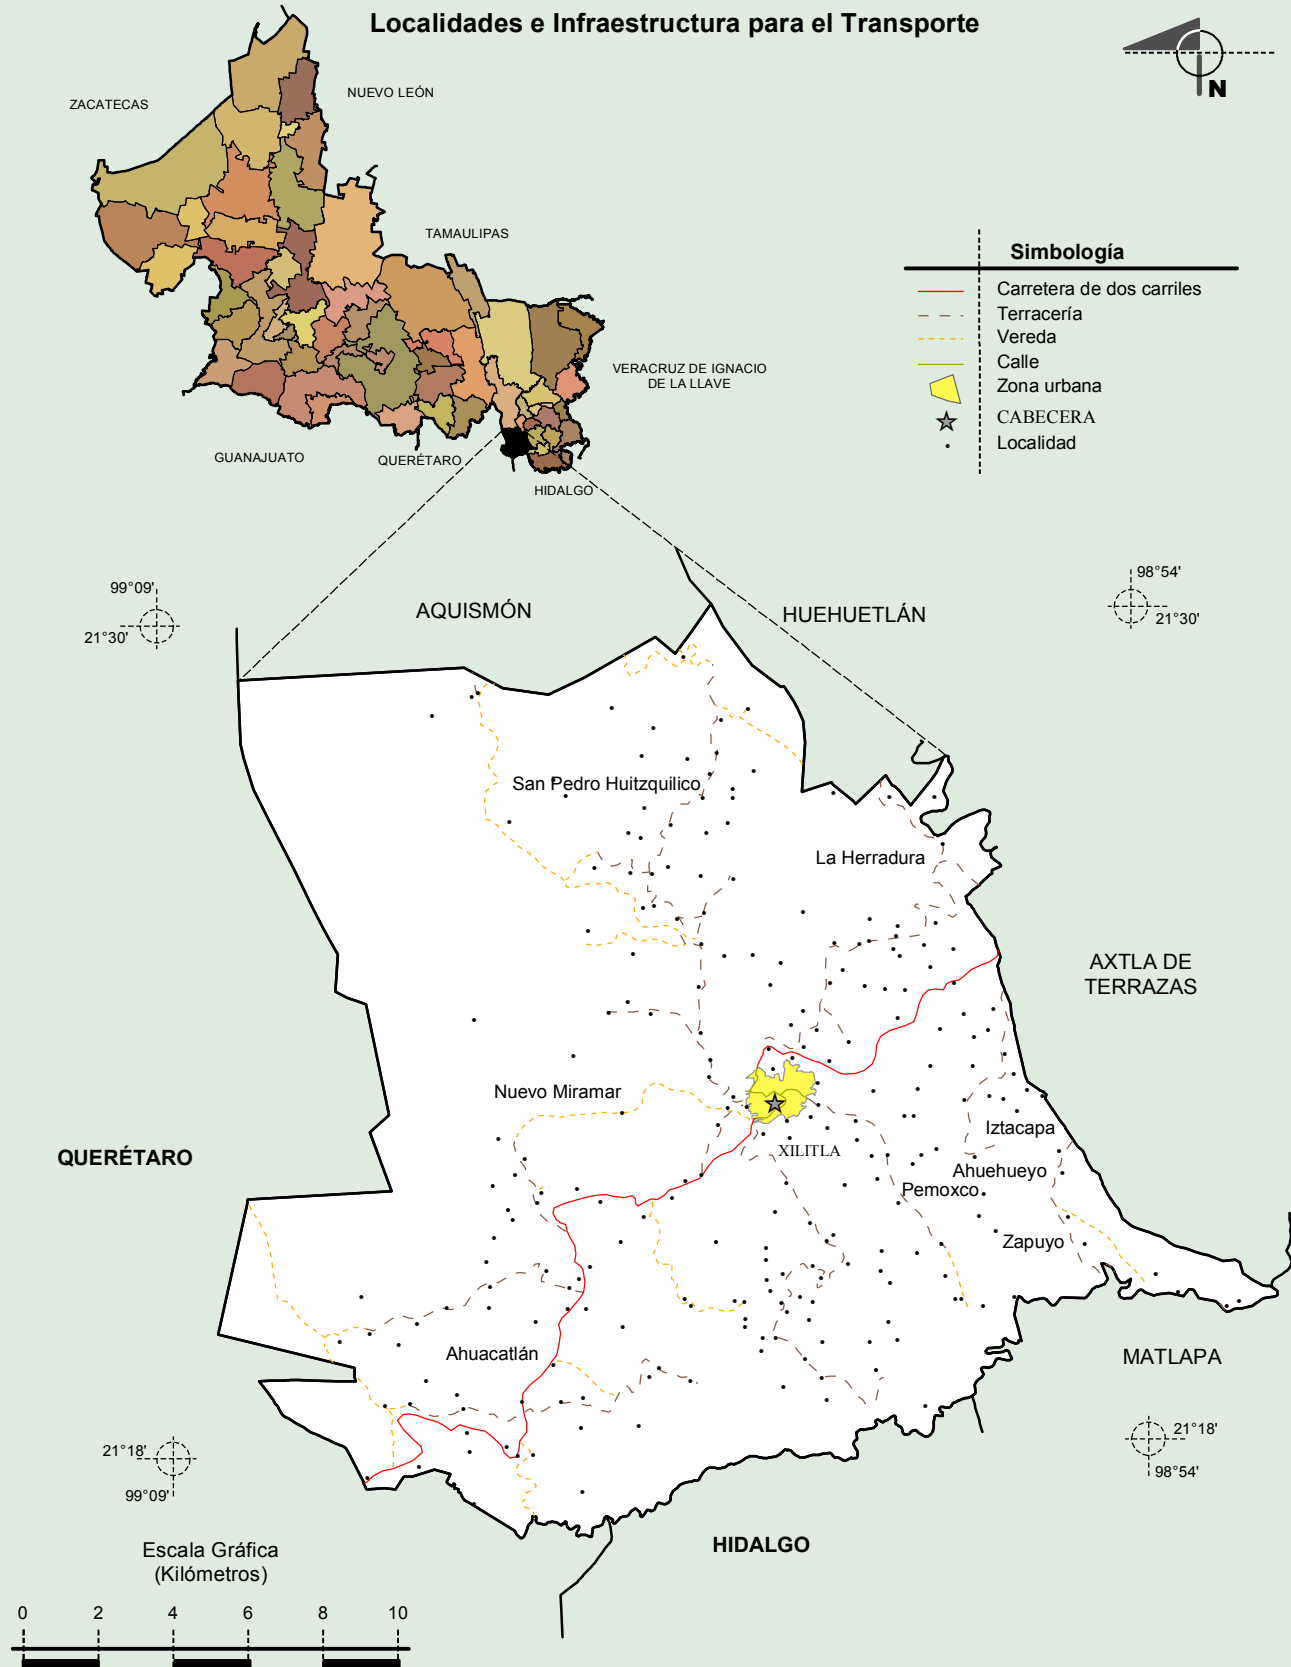 Localidades e Infraestructura para el Transporte
N
ZACATECAS
NUEVO LEÓN
TAMAULIPAS
VERACRUZ DE IGNACIO
DE LA LLAVE
GUANAJUATO
QUERÉTARO
HIDALGO
Simbología
Carretera de dos carriles
Terracería
Vereda
Calle
Zona urbana
CABECERA
Localidad
99°09'
21°30'
AQUISMÓN
HUEHUETLÁN
98°54'
21°30'
San Pedro Huitzquilico
La Herradura
AXTLA DE
TERRAZAS
Nuevo Miramar
Iztacapa
XILITLA
QUERÉTARO
Ahuehueyo
Pemoxco
Zapuyo
Ahuacatlán
MATLAPA
21°18'
99°09'
21°18'
98°54'
HIDALGO
Escala Gráfica
(Kilómetros)
0 2 4 6 8 10